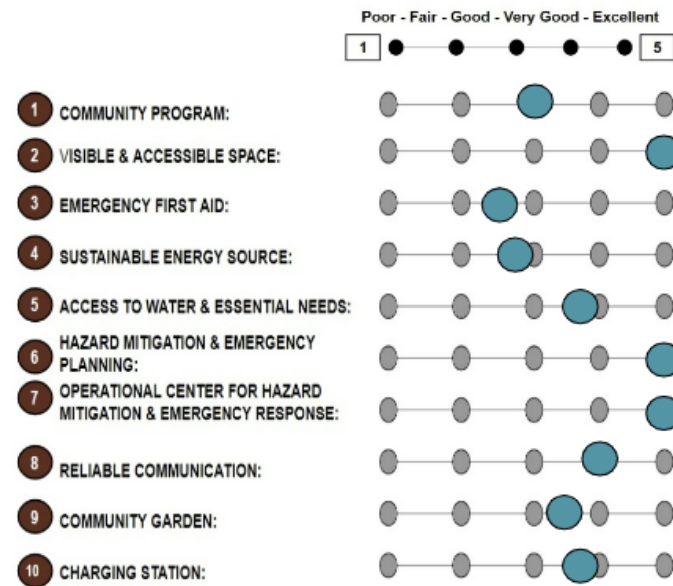 Poor - Fair - Good - Very Good - Excellent
1 5
1 COMMUNITY PROGRAM:
2 VISIBLE & ACCESSIBLE SPACE:
3 EMERGENCY FIRST AID:
4 SUSTAINABLE ENERGY SOURCE:
5 ACCESS TO WATER & ESSENTIAL NEEDS:
6 HAZARD MITIGATION & EMERGENCY
PLANNING:
7 OPERATIONAL CENTER FOR HAZARD
MITIGATION & EMERGENCY RESPONSE:
8 RELIABLE COMMUNICATION:
9 COMMUNITY GARDEN:
10 CHARGING STATION: